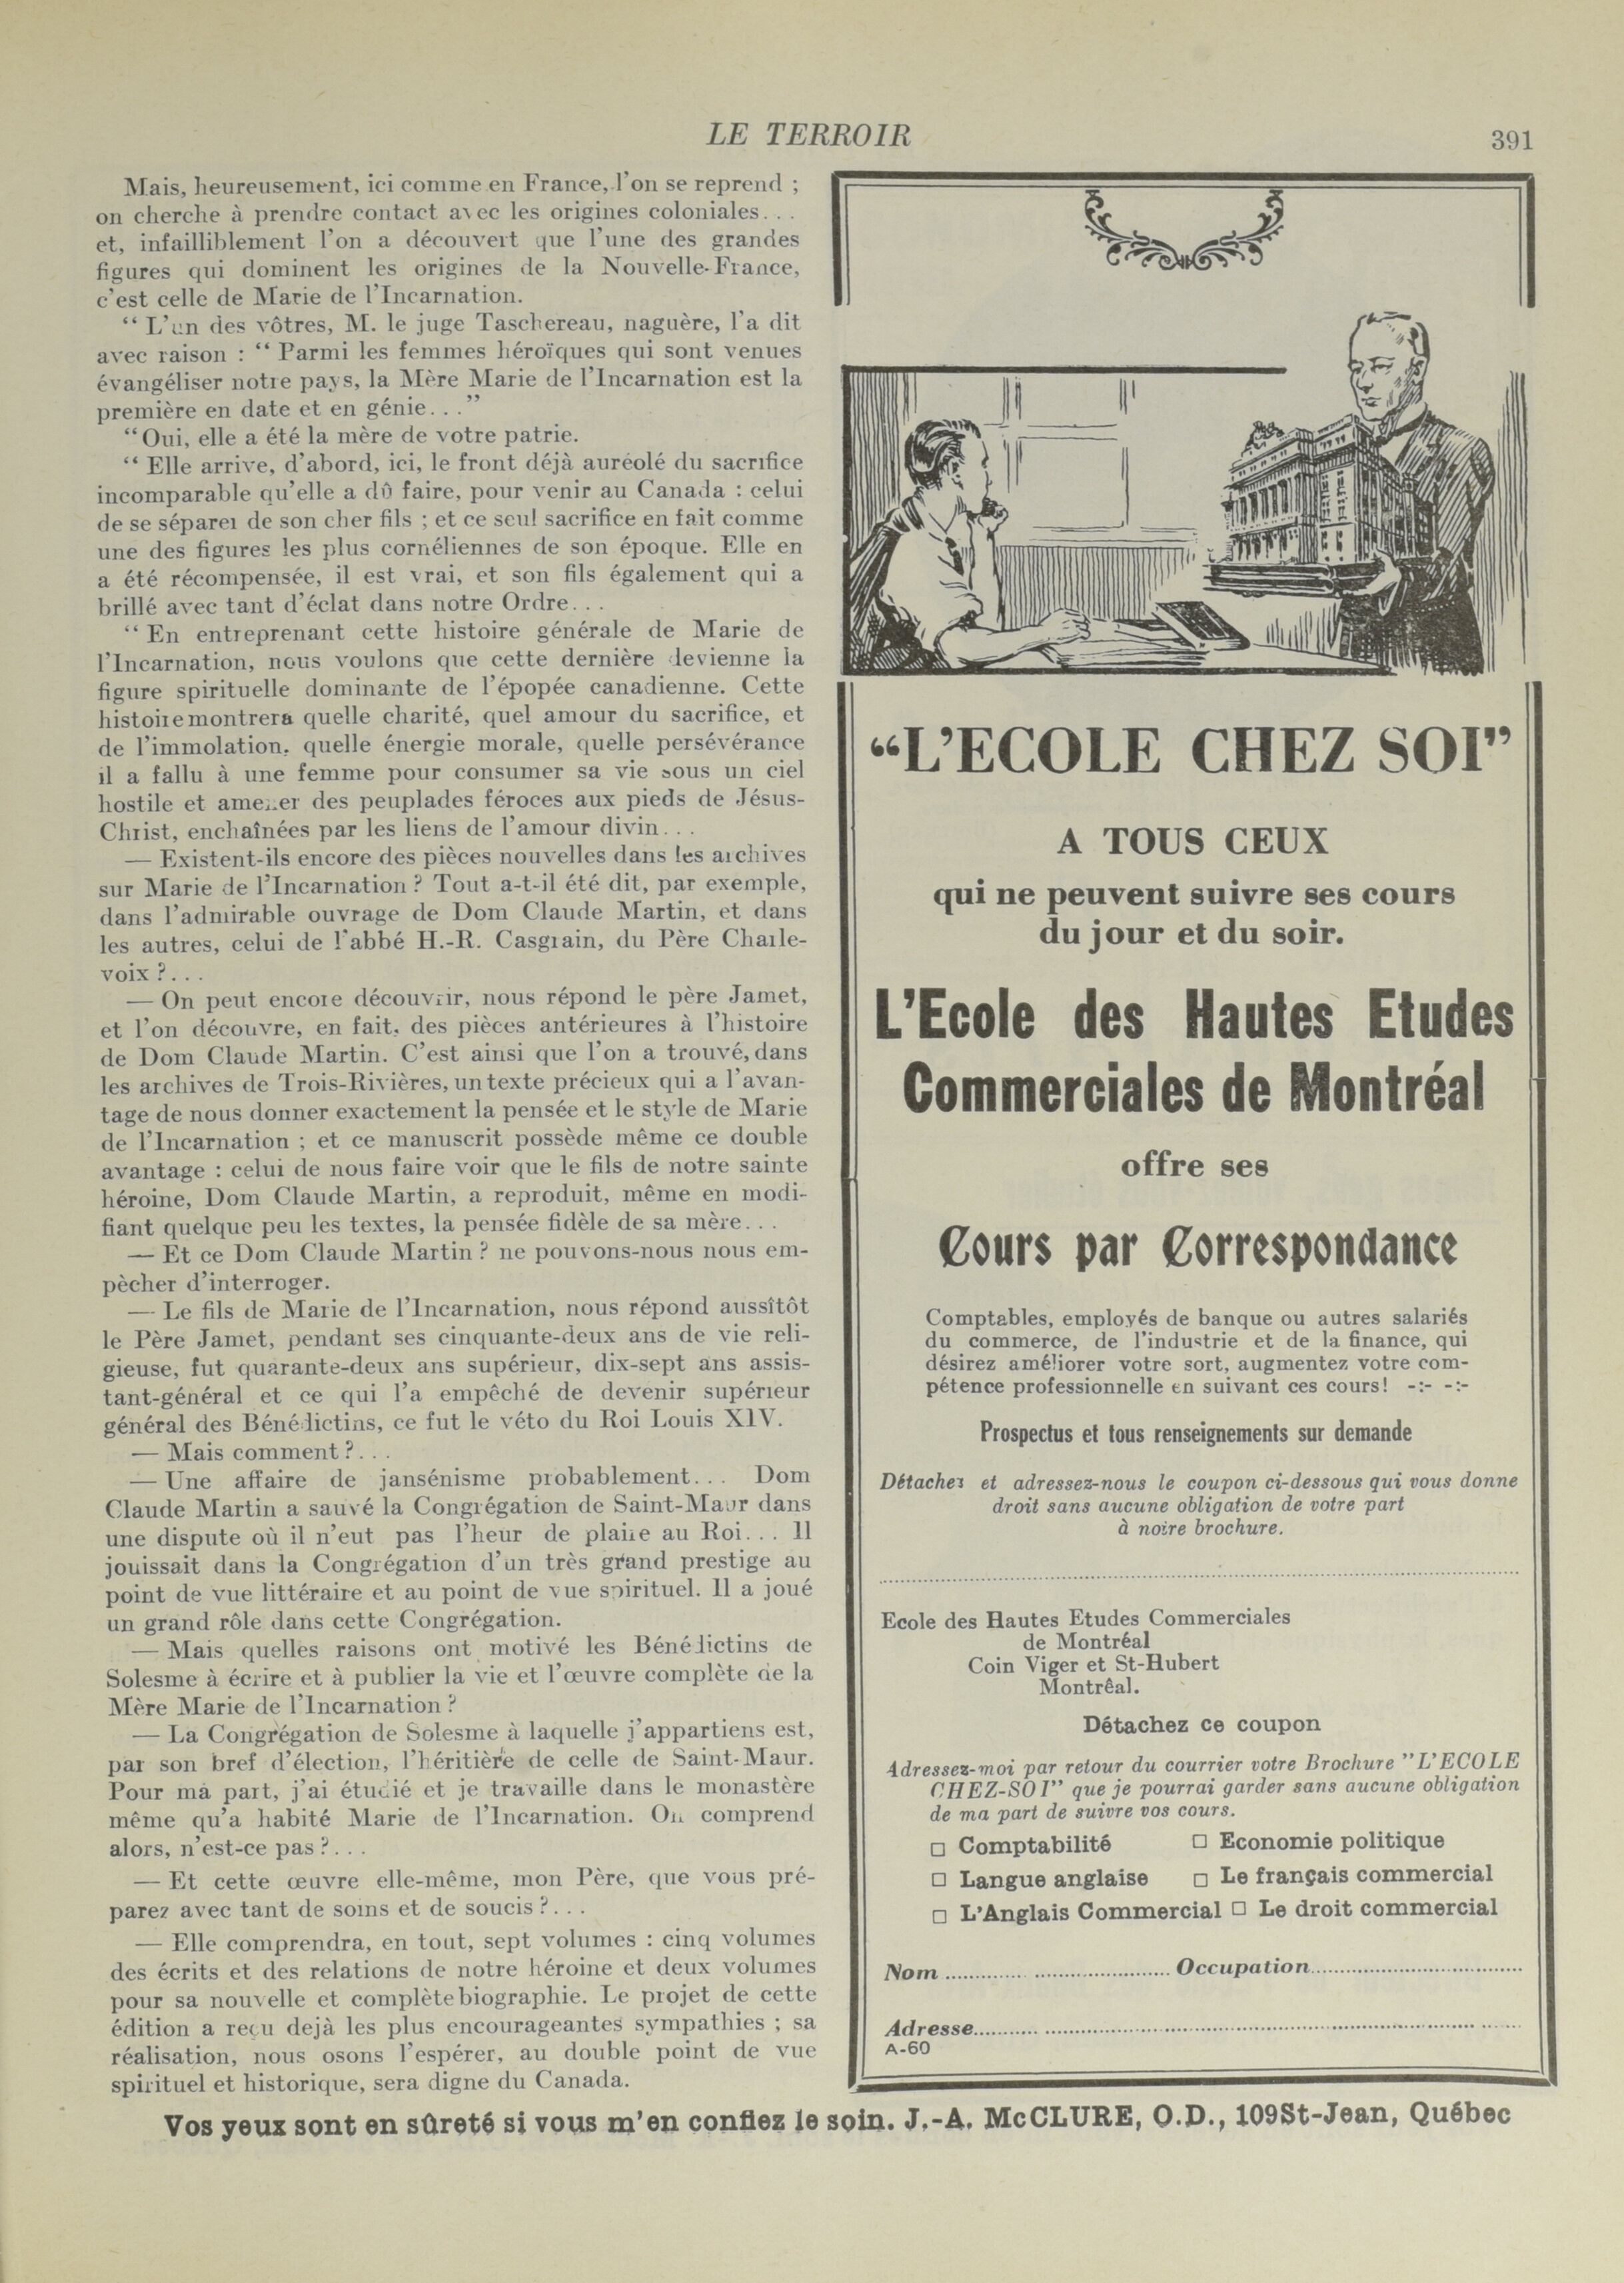 LE TERROIR
391
Mais, heureusement, ici comme en France, l'on se reprend ;
on cherche à prendre contact avec les origines coloniales...
et, infailliblement l'on a découvert que l'une des grandes
figures qui dominent les origines de la Nouvelle-France,
c'est celle de Marie de l'Incarnation.
“ L'un des vôtres, M. le juge Taschereau, naguère, l'a dit
avec raison : “ Parmi les femmes héroïques qui sont venues
évangéliser notre pays, la Mère Marie de l'Incarnation est la
première en date et en génie...”
“Oui, elle a été la mère de votre patrie.
“ Elle arrive, d'abord, ici, le front déjà auréolé du sacrifice
incomparable qu'elle a dû faire, pour venir au Canada : celui
de se séparer de son cher fils ; et ce seul sacrifice en fait comme
une des figures les plus cornéliennes de son époque. Elle en
a été récompensée, il est vrai, et son fils également qui a
brillé avec tant d'éclat dans notre Ordre...
“ En entreprenant cette histoire générale de Marie de
l'Incarnation, nous voulons que cette dernière devienne la
figure spirituelle dominante de l'épopée canadienne. Cette
histoire montrera quelle charité, quel amour du sacrifice, et
de l'immolation, quelle énergie morale, quelle persévérance
il a fallu à une femme pour consumer sa vie sous un ciel
hostile et amener des peuplades féroces aux pieds de Jésus-
Christ, enchaînées par les liens de l'amour divin...
— Existent-ils encore des pièces nouvelles dans les archives
sur Marie de l'Incarnation ? Tout a-t-il été dit, par exemple,
dans l'admirable ouvrage de Dom Claude Martin, et dans
les autres, celui de l'abbé H.-R. Casgrain, du Père Charle-
voix ?...
— On peut encore découvrir, nous répond le père Jamet,
et l'on découvre, en fait, des pièces antérieures à l'histoire
de Dom Claude Martin. C'est ainsi que l'on a trouvé, dans
les archives de Trois-Rivières, un texte précieux qui a l'avan-
tage de nous donner exactement la pensée et le style de Marie
de l'Incarnation ; et ce manuscrit possède même ce double
avantage : celui de nous faire voir que le fils de notre sainte
héroine, Dom Claude Martin, a reproduit, même en modi-
fiant quelque peu les textes, la pensée fidèle de sa mère...
— Et ce Dom Claude Martin ? ne pouvons-nous nous em-
pècher d'interroger.
— Le fils de Marie de l'Incarnation, nous répond aussîtôt
le Père Jamet, pendant ses cinquante-deux ans de vie reli-
gieuse, fut quarante-deux ans supérieur, dix-sept ans assis-
tant-général et ce qui l'a empêché de devenir supérieur
général des Bénédictins, ce fut le véto du Roi Louis XIV.
— Mais comment ?...
— Une affaire de jansénisme probablement... Dom
Claude Martin a sauvé la Congrégation de Saint-Maur dans
une dispute où il n'eut pas l'heur de plaire au Roi... Il
jouissait dans la Congrégation d'un très grand prestige au
point de vue littéraire et au point de vue spirituel. Il a joué
un grand rôle dans cette Congrégation.
— Mais quelles raisons ont motivé les Bénédictins de
Solesme à écrire et à publier la vie et l'œuvre complète de la
Mère Marie de l'Incarnation ?
— La Congrégation de Solesme à laquelle j'appartiens est,
par son bref d'élection, l'héritière de celle de Saint-Maur.
Pour ma part, j'ai étudié et je travaille dans le monastère
même qu'a habité Marie de l'Incarnation. On comprend
alors, n'est-ce pas ?...
— Et cette œuvre elle-même, mon Père, que vous pré-
parez avec tant de soins et de soucis ?...
— Elle comprendra, en tout, sept volumes : cinq volumes
des écrits et des relations de notre héroine et deux volumes
pour sa nouvelle et complète biographie. Le projet de cette
édition a reçu dejà les plus encourageantes sympathies ; sa
réalisation, nous osons l'espérer, au double point de vue
spirituel et historique, sera digne du Canada.
“L'ECOLE CHEZ SOI”
A TOUS CEUX
qui ne peuvent suivre ses cours
du jour et du soir.
L'Ecole des Hautes Etudes
Commerciales de Montréal
offre ses
Cours par Correspondance
Comptables, employés de banque ou autres salariés
du commerce, de l'industrie et de la finance, qui
désirez améliorer votre sort, augmentez votre com-
pétence professionnelle en suivant ces cours! -:- -:-
Prospectus et tous renseignements sur demande
Détachez et adressez-nous le coupon ci-dessous qui vous donne
droit sans aucune obligation de votre part
à noire brochure.
Ecole des Hautes Etudes Commerciales
de Montréal
Coin Viger et St-Hubert
Montrêal.
Détachez ce coupon
Adressez-moi par retour du courrier votre Brochure "L'ECOLE
CHEZ-SOI" que je pourrai garder sans aucune obligation
de ma part de suivre vos cours.
□ Comptabilité □ Economie politique
□ Langue anglaise □ Le français commercial
□ L'Anglais Commercial □ Le droit commercial
Nom .......................... Occupation..........................
Adresse....................................................
A-60
Vos yeux sont en sûreté si vous m'en confiez le soin. J.-A. McCLURE, O.D., 109 St-Jean, Québec